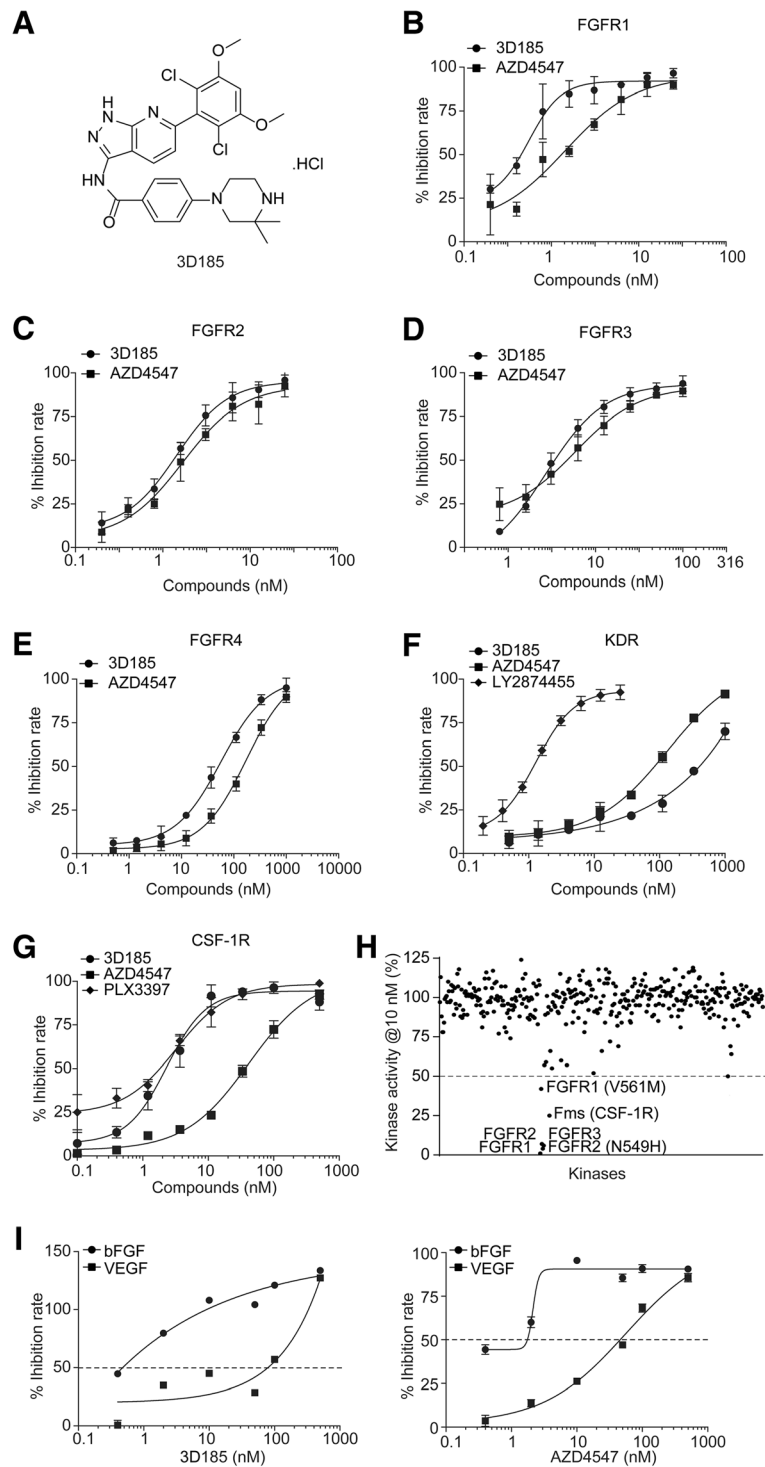 A
O
Cl
H
N
N
N
O
Cl
HN
O
N
NH
.HCl
3D185
B
FGFR1
3D185
AZD4547
% Ihibition rate
100
75
50
25
0
0.1
1
10
100
Compounds (nM)
C
FGFR2
3D185
AZD4547
% Ihibition rate
100
75
50
25
0
0.1
1
10
100
Compounds (nM)
D
FGFR3
3D185
AZD4547
% Ihibition rate
100
75
50
25
0
1
10
100
316
Compounds (nM)
E
FGFR4
3D185
AZD4547
% Ihibition rate
100
75
50
25
0
0.1
1
10
100
1000
10000
Compounds (nM)
F
KDR
3D185
AZD4547
LY2874455
% Ihibition rate
100
75
50
25
0
0.1
1
10
100
1000
Compounds (nM)
G
CSF-1R
3D185
AZD4547
PLX3397
% Ihibition rate
100
75
50
25
0
0.1
1
10
100
1000
Compounds (nM)
H
Kinase activity @10 nM (%)
125
100
75
50
25
0
FGFR1 (V561M)
Fms (CSF-1R)
FGFR2 FGFR3
FGFR1 FGFR2 (N549H)
Kinases
I
bFGF
VEGF
% Ihibition rate
150
100
50
0
0.1
1
10
100
1000
3D185 (nM)
bFGF
VEGF
% Ihibition rate
100
75
50
25
0
0.1
1
10
100
1000
AZD4547 (nM)